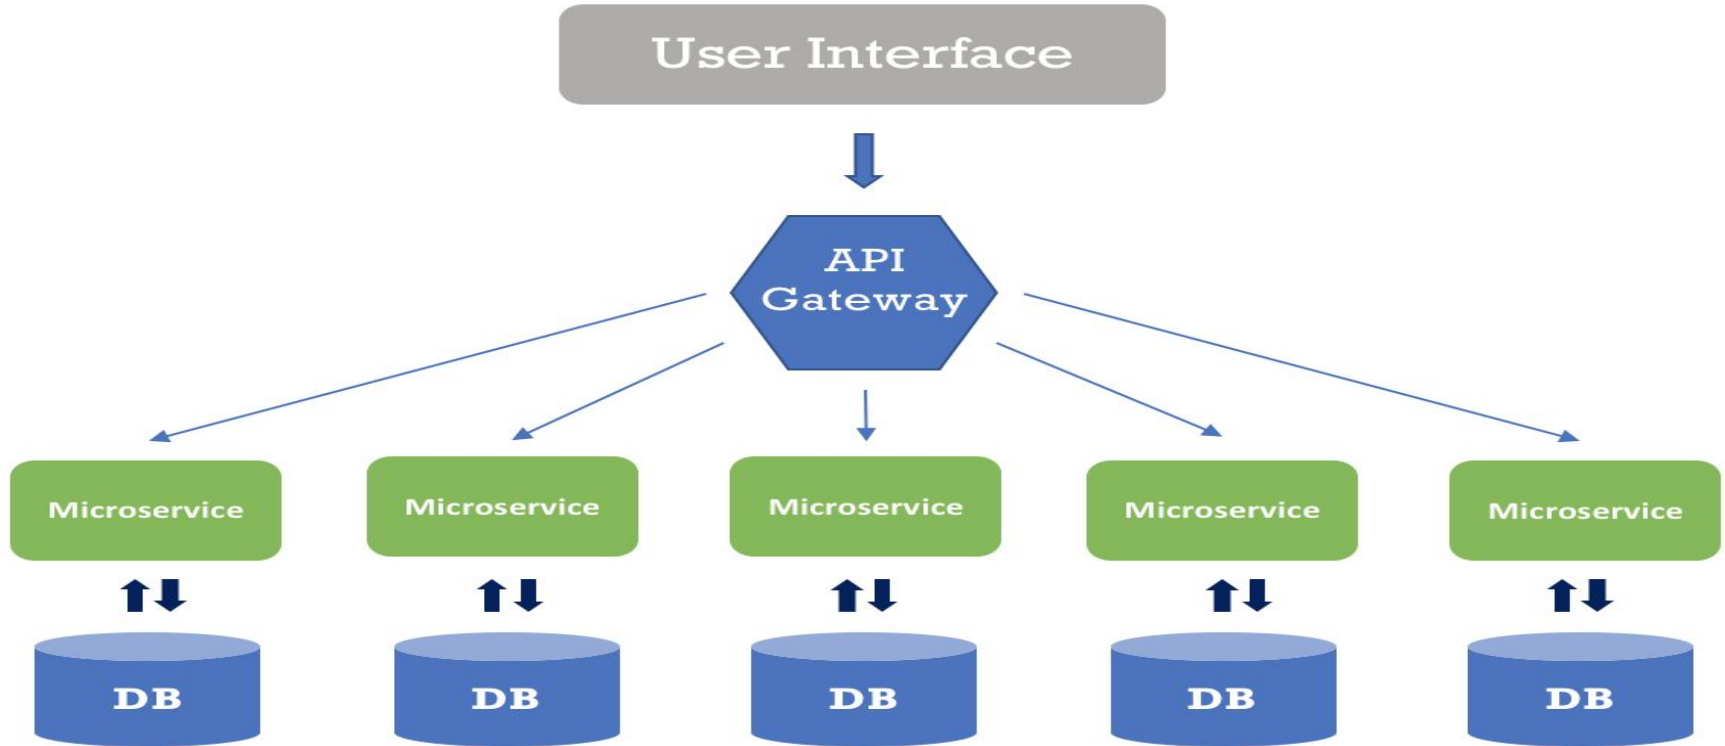 User Interface
API
Gateway
Microservice
Microservice
Microservice
Microservice
Microservice
DB
DB
DB
DB
DB